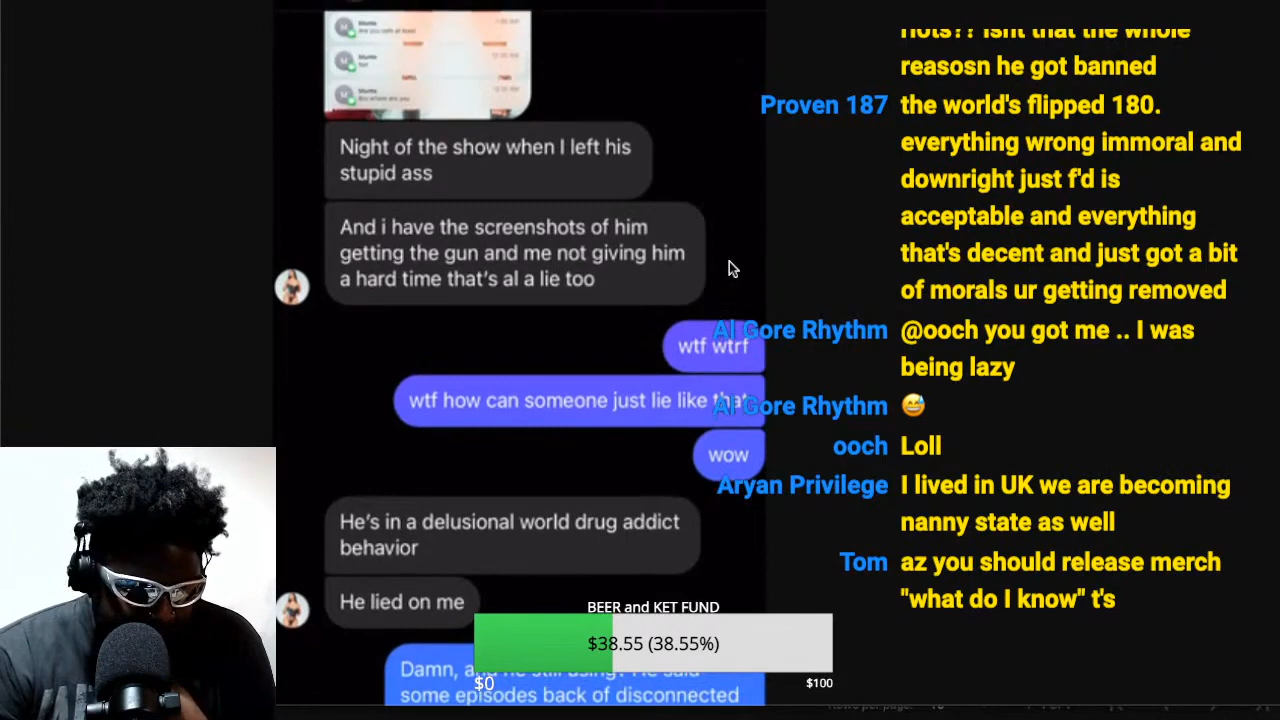 Night of the show when I left his
stupid ass
And i have the screenshots of him
getting the gun and me not giving him
a hard time that's al a lie too
wtf wtrf
wtf how can someone just lie like that
wow
He's in a delusional world drug addict
behavior
He lied on me
Damn, and he still using? He said
some episodes back of disconnected
BEER and KET FUND
$38.55 (38.55%)
$0
$100
reasosn he got banned
Proven 187 the world's flipped 180.
everything wrong immoral and
downright just f'd is
acceptable and everything
that's decent and just got a bit
of morals ur getting removed
Al Gore Rhythm @ooch you got me .. I was
being lazy
Al Gore Rhythm 😅
ooch Loll
Aryan Privilege I lived in UK we are becoming
nanny state as well
Tom az you should release merch
"what do I know" t's